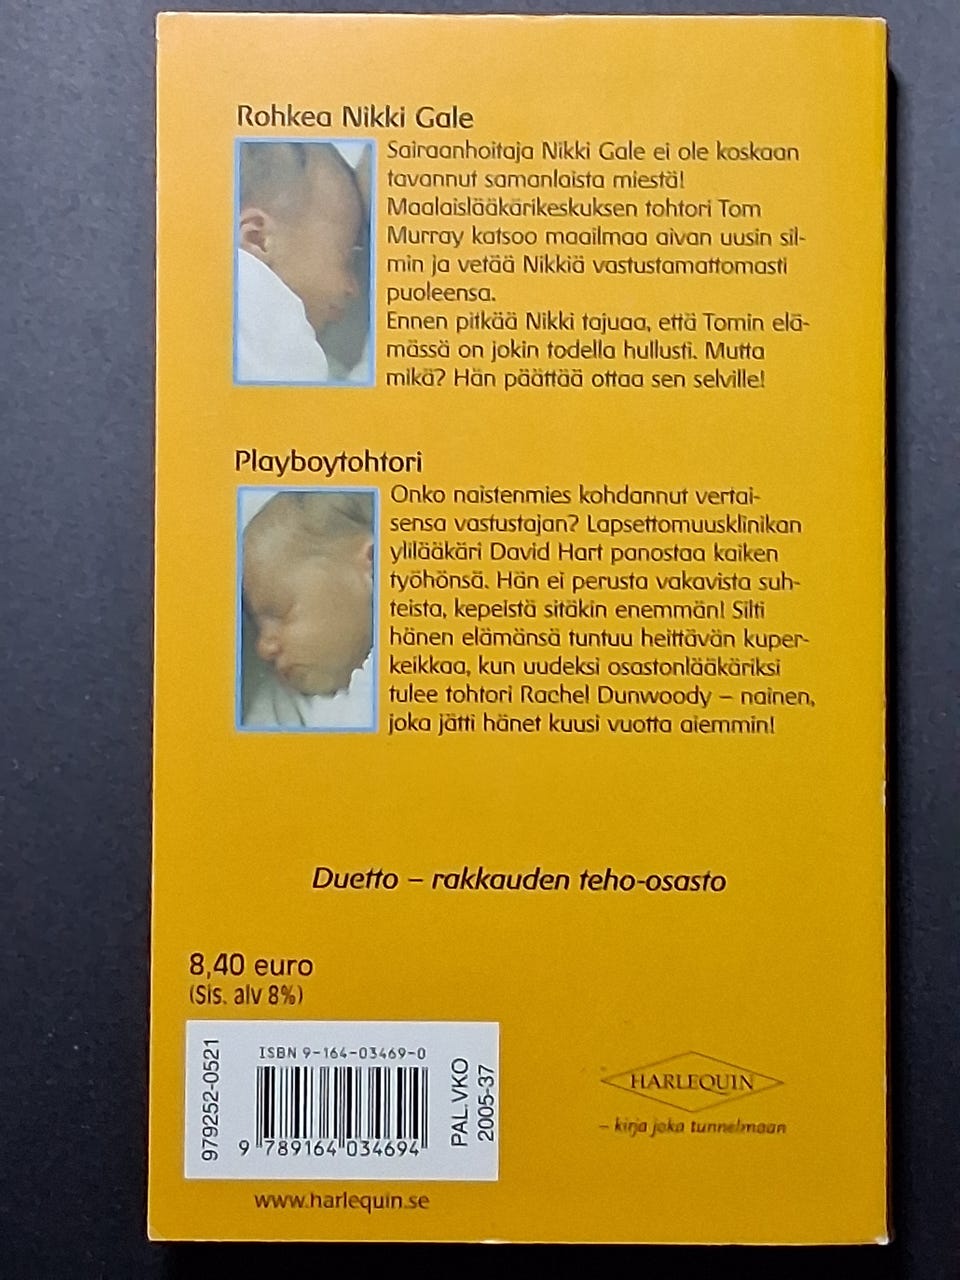 Rohkea Nikki Gale
Sairaanhoitaja Nikki Gale ei ole koskaan
tavannut samanlaista miestä!
Maalaislääkärikeskuksen tohtori Tom
Murray katsoo maailmaa aivan uusin sil-
min ja vetää Nikkiä vastustamattomasti
puoleensa.
Ennen pitkää Nikki tajuaa, että Tomin elä-
mässä on jokin todella hullusti. Mutta
mikä? Hän päättää ottaa sen selville!
Playboytohtori
Onko naistenmies kohdannut vertai-
sensa vastustajan? Lapsettomuusklinikan
ylilääkäri David Hart panostaa kaiken
työhönsä. Hän ei perusta vakavista suh-
teista, kepeistä sitäkin enemmän! Silti
hänen elämänsä tuntuu heittävän kuper-
keikkaa, kun uudeksi osastonlääkäriksi
tulee tohtori Rachel Dunwoody – nainen,
joka jätti hänet kuusi vuotta aiemmin!
Duetto – rakkauden teho-osasto
8,40 euro
(Sis. alv 8%)
979252-0521
ISBN 9-164-03469-0
9 789164 034694
PAL.VKO
2005-37
HARLEQUIN
– kirja joka tunnelmaan
www.harlequin.se